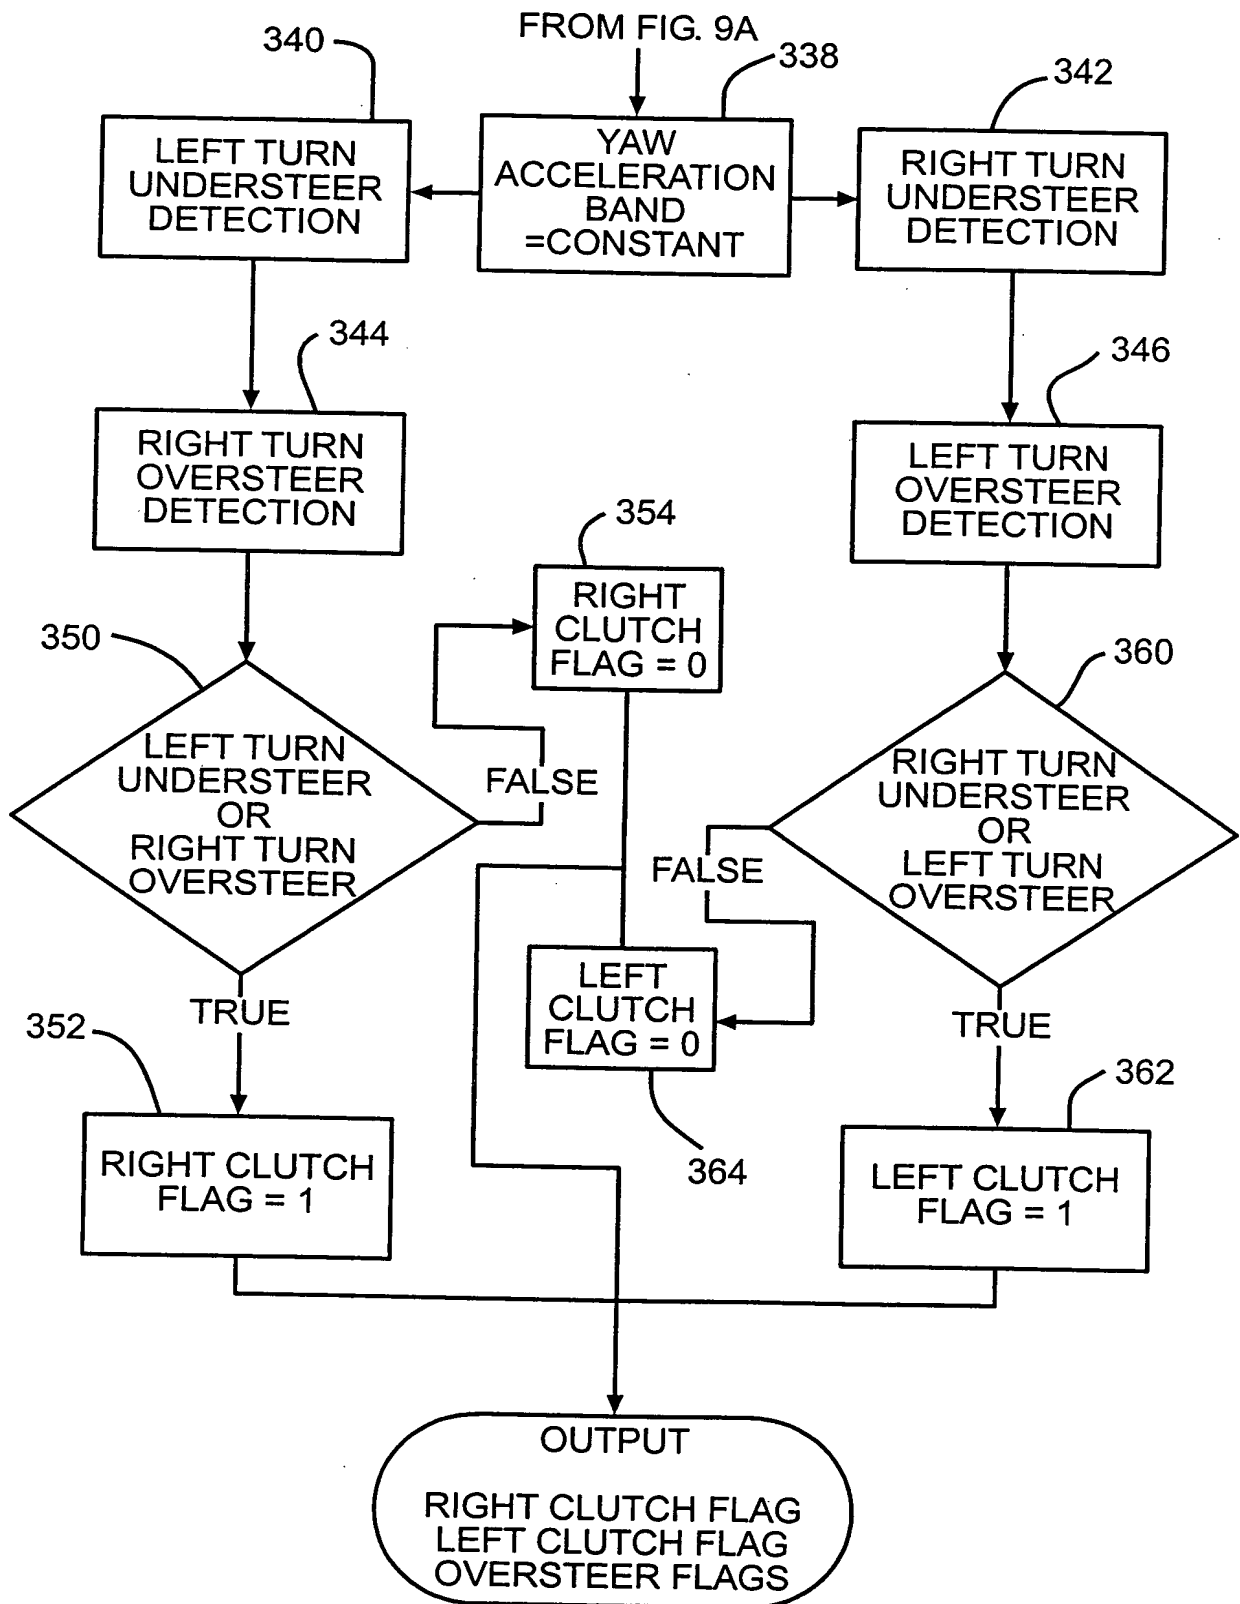 FROM FIG. 9A
340
338
342
LEFT TURN
UNDERSTEER
DETECTION
YAW
ACCELERATION
BAND
=CONSTANT
RIGHT TURN
UNDERSTEER
DETECTION
344
346
RIGHT TURN
OVERSTEER
DETECTION
LEFT TURN
OVERSTEER
DETECTION
354
RIGHT
CLUTCH
FLAG = 0
350
360
LEFT TURN
UNDERSTEER
OR
RIGHT TURN
OVERSTEER
FALSE
RIGHT TURN
UNDERSTEER
OR
LEFT TURN
OVERSTEER
FALSE
LEFT
CLUTCH
FLAG = 0
TRUE
TRUE
352
362
364
RIGHT CLUTCH
FLAG = 1
LEFT CLUTCH
FLAG = 1
OUTPUT
RIGHT CLUTCH FLAG
LEFT CLUTCH FLAG
OVERSTEER FLAGS